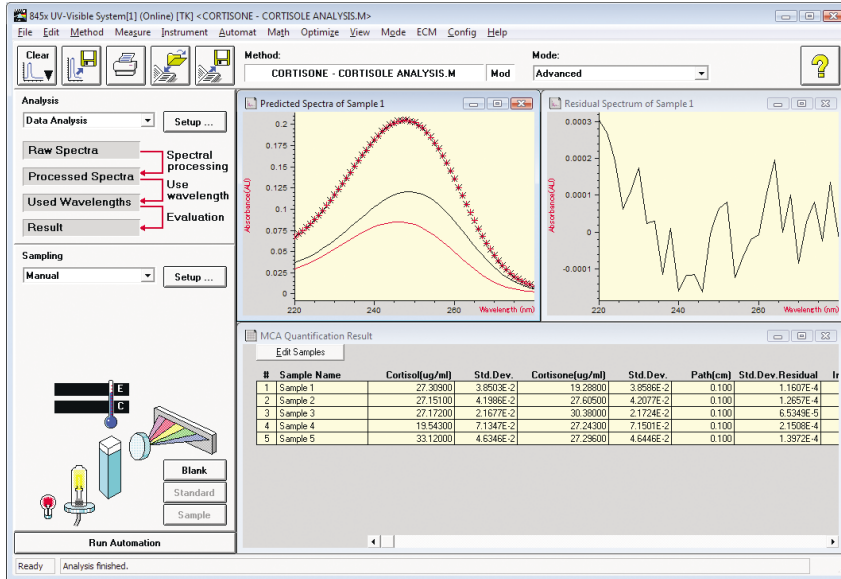 845x UV-Visible System[1] (Online) [TK] <CORTISONE - CORTISOLE ANALYSIS.M>
File Edit Method Measure Instrument Automat Math Optimize View Mode ECM Config Help
Clear
Method:
CORTISONE - CORTISOLE ANALYSIS.M Mod
Mode:
Advanced
Analysis
Data Analysis Setup ...
Raw Spectra
Spectral
processing
Processed Spectra
Use
wavelength
Used Wavelengths
Evaluation
Result
Sampling
Manual Setup ...
E
C
Blank
Standard
Sample
Run Automation
Predicted Spectra of Sample 1
Absorbance(AU)
0.2
0.175
0.15
0.125
0.1
0.075
0.05
0.025
0
220 240 260 Wavelength (nm)
Residual Spectrum of Sample 1
Absorbance(AU)
0.0003
0.0002
0.0001
0
-0.0001
220 240 260 Wavelength (nm)
MCA Quantification Result
Edit Samples
# Sample Name Cortisol(ug/ml) Std.Dev. Cortisone(ug/ml) Std.Dev. Path(cm) Std.Dev.Residual Ir
1 Sample 1 27.30900 3.8503E-2 19.28800 3.8586E-2 0.100 1.1607E-4
2 Sample 2 27.15100 4.1986E-2 27.60500 4.2077E-2 0.100 1.2657E-4
3 Sample 3 27.17200 2.1677E-2 30.38000 2.1724E-2 0.100 6.5349E-5
4 Sample 4 19.54300 7.1347E-2 27.24300 7.1501E-2 0.100 2.1508E-4
5 Sample 5 33.12000 4.6346E-2 27.29600 4.6446E-2 0.100 1.3972E-4
Ready Analysis finished.